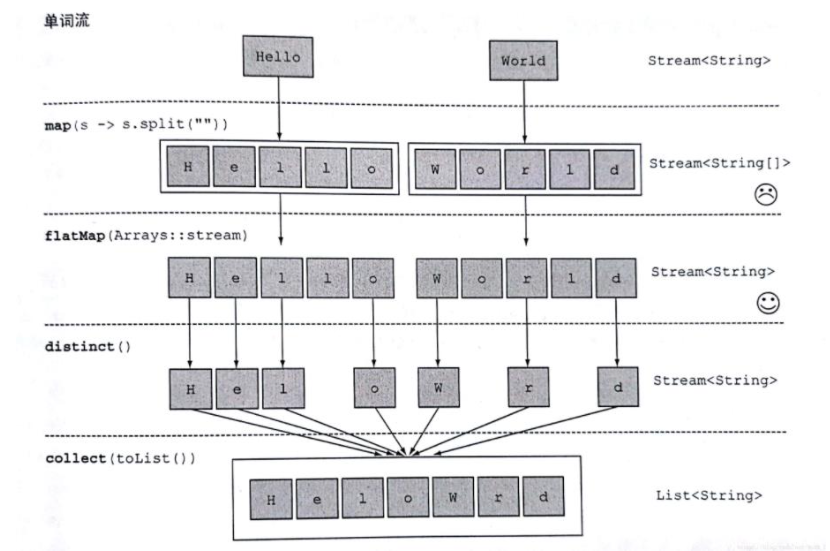 单词流
Hello World Stream<String>
map(s -> s.split(""))
H e l l o W o r l d Stream<String[]>
flatMap(Arrays::stream)
H e l l o W o r l d Stream<String>
distinct()
H e l o W r d Stream<String>
collect(toList())
H e l o W r d List<String>